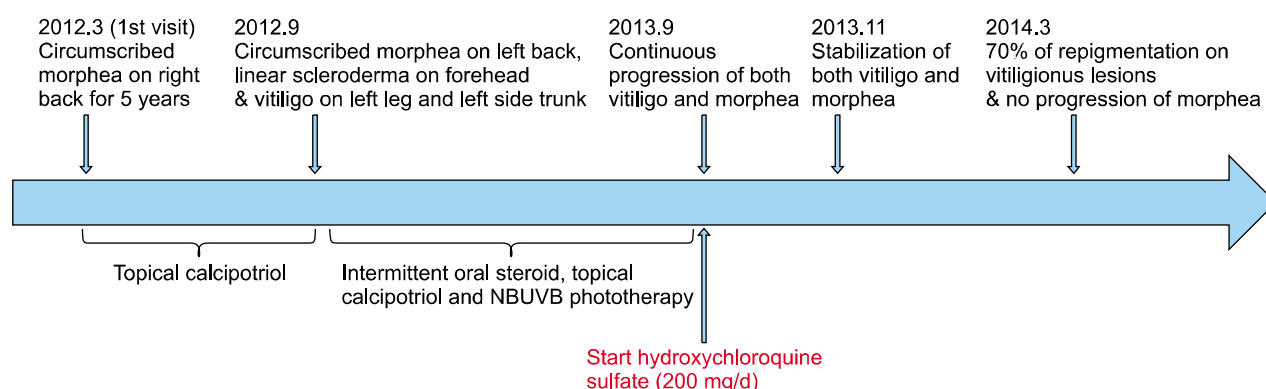 2012.3 (1st visit)
Circumscribed
morphea on right
back for 5 years
2012.9
Circumscribed morphea on left back,
linear scleroderma on forehead
& vitiligo on left leg and left side trunk
2013.9
Continuous
progression of both
vitiligo and morphea
2013.11
Stabilization of
both vitiligo and
morphea
2014.3
70% of repigmentation on
vitiligionus lesions
& no progression of morphea
Topical calcipotriol
Intermittent oral steroid, topical
calcipotriol and NBUVB phototherapy
Start hydroxychloroquine
sulfate (200 mg/d)